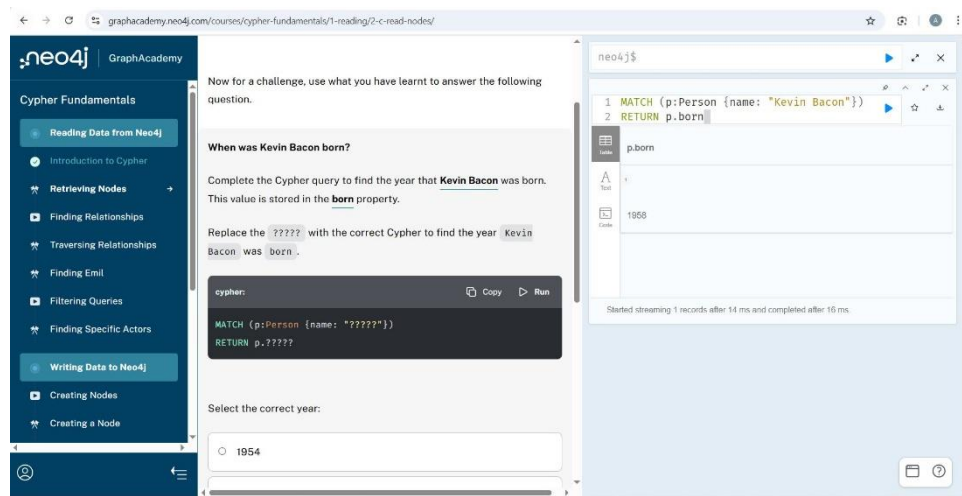 graphacademy.neo4j.com/courses/cypher-fundamentals/1-reading/2-c-read-nodes/
A
neo4j
GraphAcademy
Cypher Fundamentals
Reading Data from Neo4j
Introduction to Cypher
Retrieving Nodes
Finding Relationships
Traversing Relationships
Finding Emil
Filtering Queries
Finding Specific Actors
Writing Data to Neo4j
Creating Nodes
Creating a Node
Now for a challenge, use what you have learnt to answer the following
question.
When was Kevin Bacon born?
Complete the Cypher query to find the year that Kevin Bacon was born.
This value is stored in the born property.
Replace the ????? with the correct Cypher to find the year Kevin
Bacon was born .
cypher:
Copy
Run
MATCH (p:Person {name: "?????"})
RETURN p.?????
Select the correct year:
1954
neo4j$
1 MATCH (p:Person {name: "Kevin Bacon"})
2 RETURN p.born
Table
p.born
A
Text
1
1958
Code
Started streaming 1 records after 14 ms and completed after 16 ms.